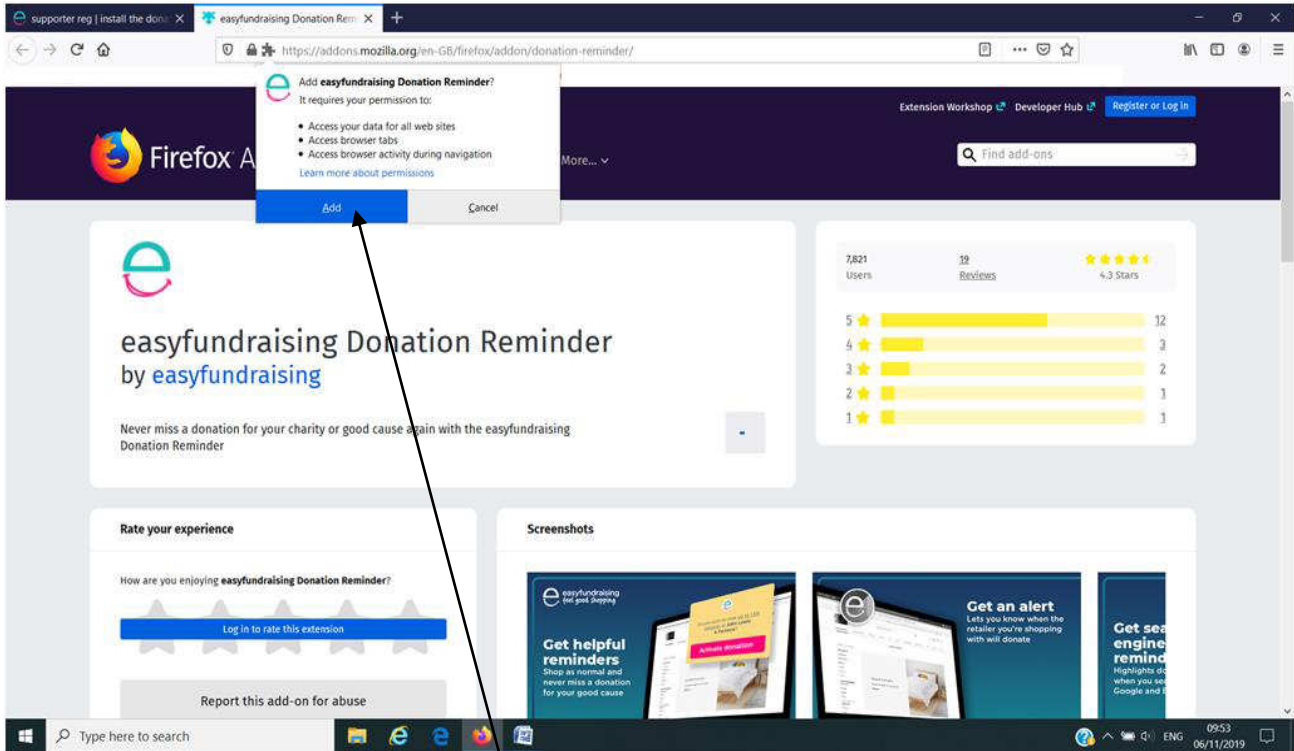 supporter reg | install the dona
easyfundraising Donation Rem
https://addons.mozilla.org/en-GB/firefox/addon/donation-reminder/
Add easyfundraising Donation Reminder?
It requires your permission to:
Access your data for all web sites
Access browser tabs
Access browser activity during navigation
Learn more about permissions
Add
Cancel
Extension Workshop
Developer Hub
Register or Log in
Firefox A
More...
Find add-ons
easyfundraising Donation Reminder
by easyfundraising
Never miss a donation for your charity or good cause again with the easyfundraising
Donation Reminder
7,821
Users
19
Reviews
4.3 Stars
5 12
4 3
3 2
2 1
1 1
Rate your experience
How are you enjoying easyfundraising Donation Reminder?
Log in to rate this extension
Report this add-on for abuse
Screenshots
easyfundraising
feel good shopping
Get helpful
reminders
Shop as normal and
never miss a donation
for your good cause
Activate donation
Get an alert
Lets you know when the
retailer you're shopping
with will donate
Get sea
engine
remind
Highlights do
when you sea
Google and B
Type here to search
ENG
09:53
06/11/2019